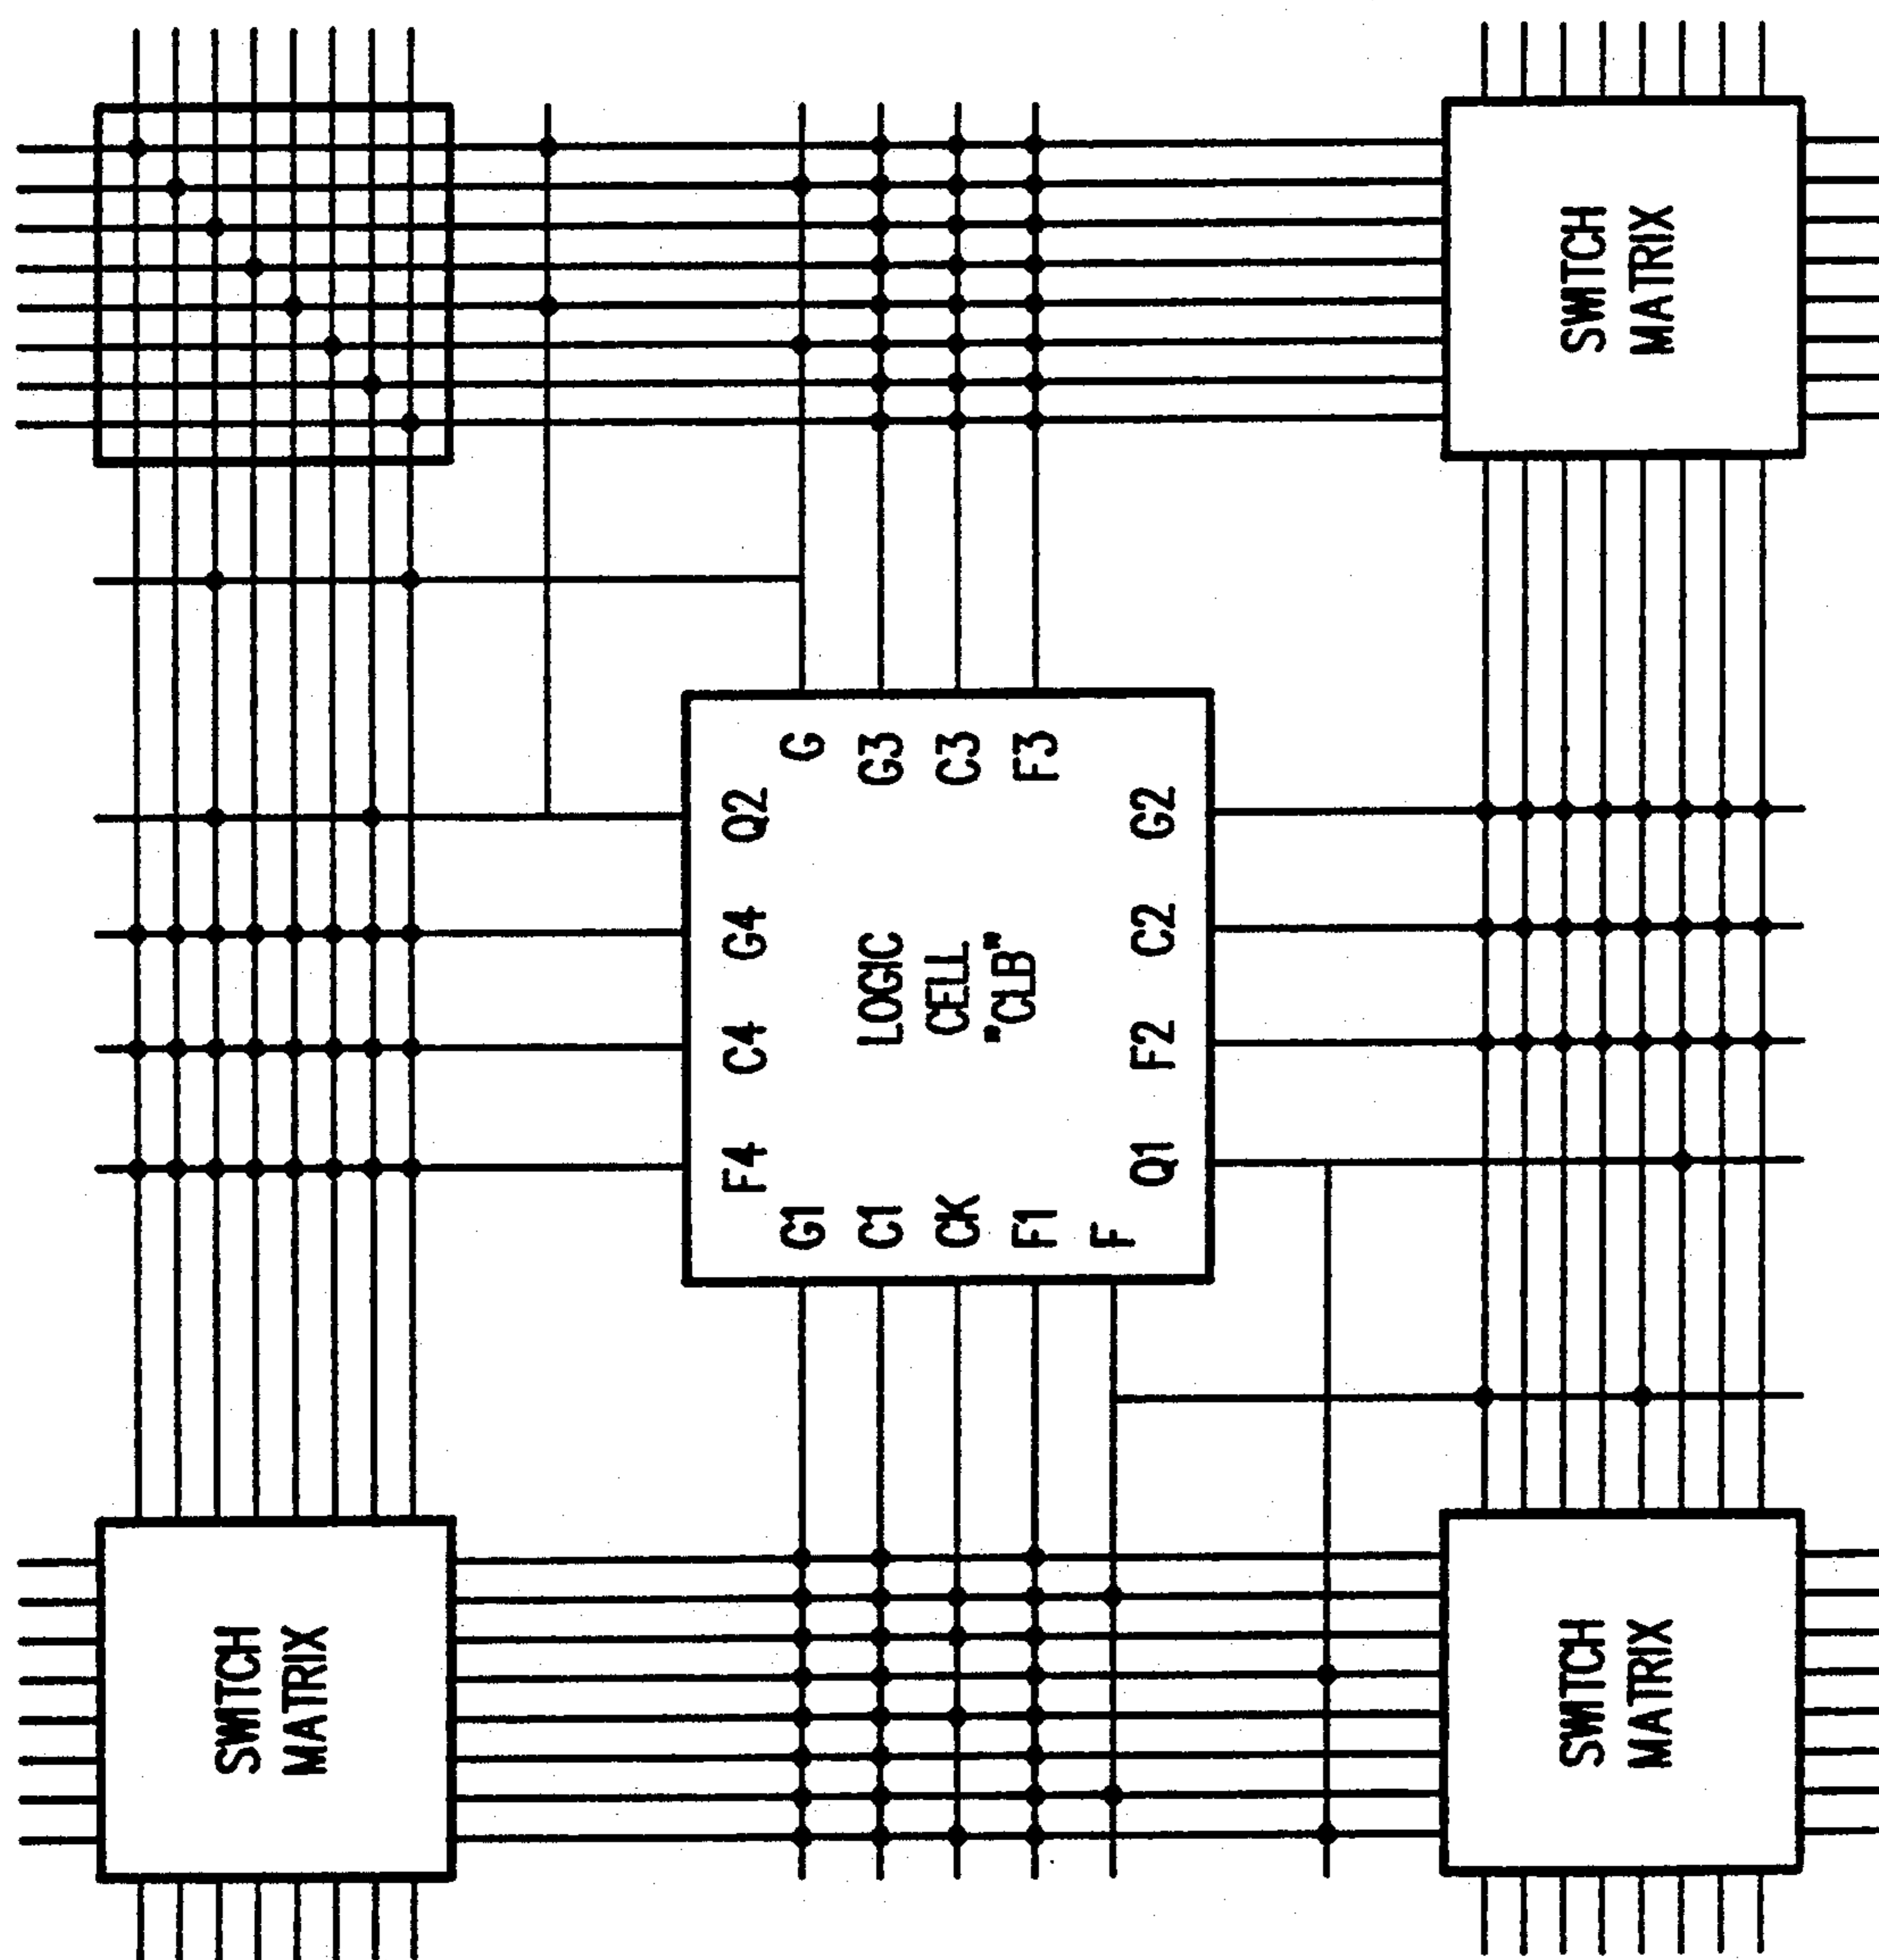 SWITCH
MATRIX
F4 C4 G4 Q2
G1 G
C1 LOGIC G3
CK CELL C3
F1 "CLB" F3
F
Q1 F2 C2 G2
SWITCH
MATRIX
SWITCH
MATRIX